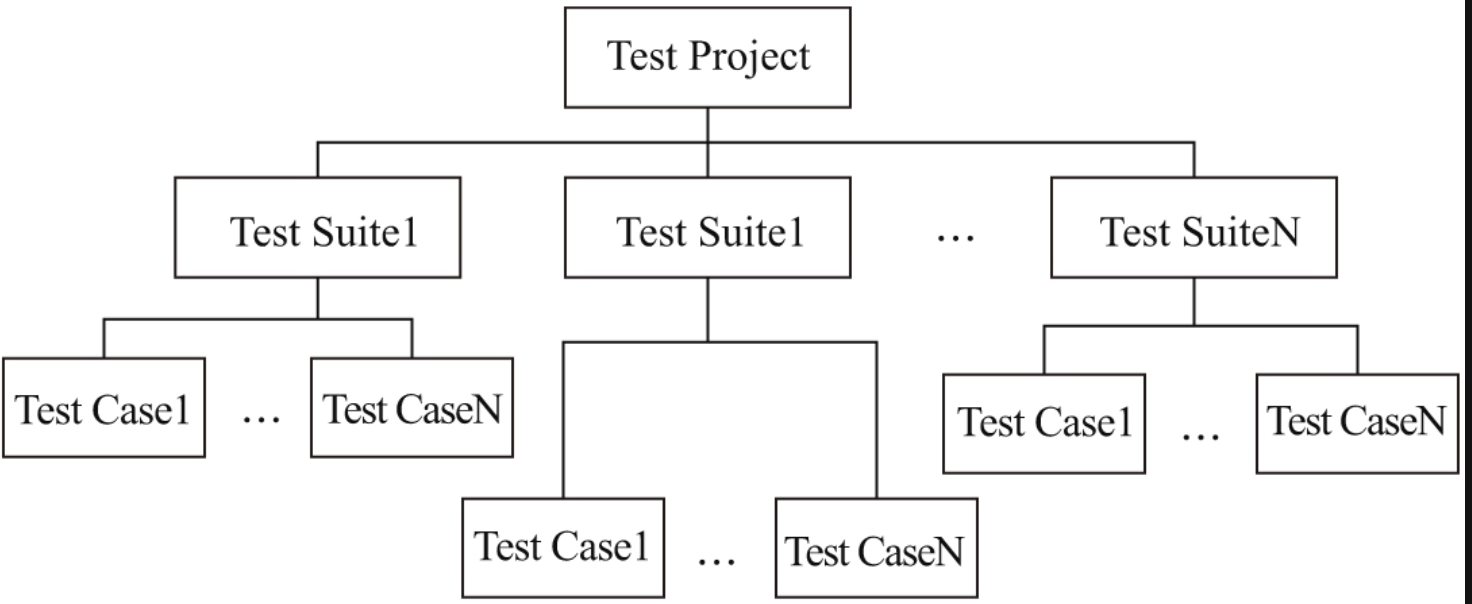 Test Project
Test Suite1
Test Suite1
...
Test SuiteN
Test Case1
...
Test CaseN
Test Case1
...
Test CaseN
Test Case1
...
Test CaseN